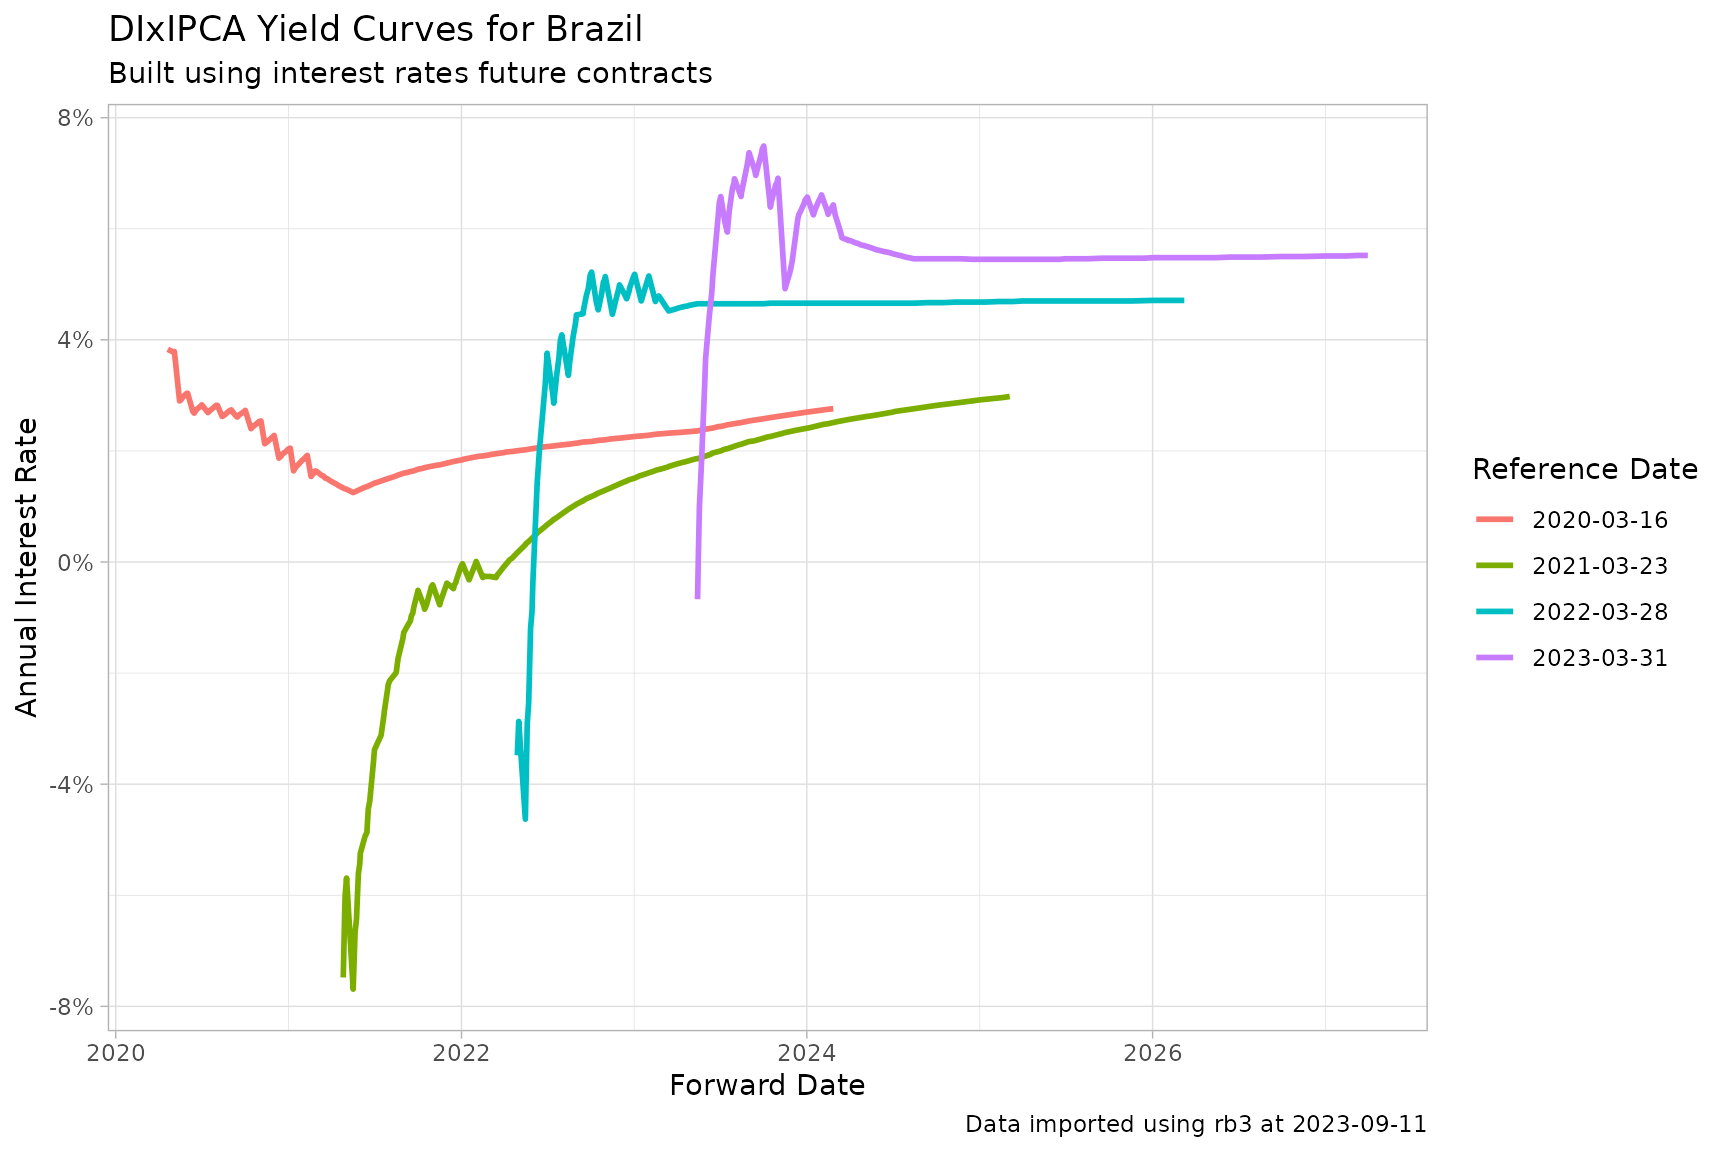 DIxIPCA Yield Curves for Brazil
Built using interest rates future contracts
8%
4%
0%
-4%
-8%
Annual Interest Rate
2020
2022
2024
2026
Forward Date
Reference Date
2020-03-16
2021-03-23
2022-03-28
2023-03-31
Data imported using rb3 at 2023-09-11